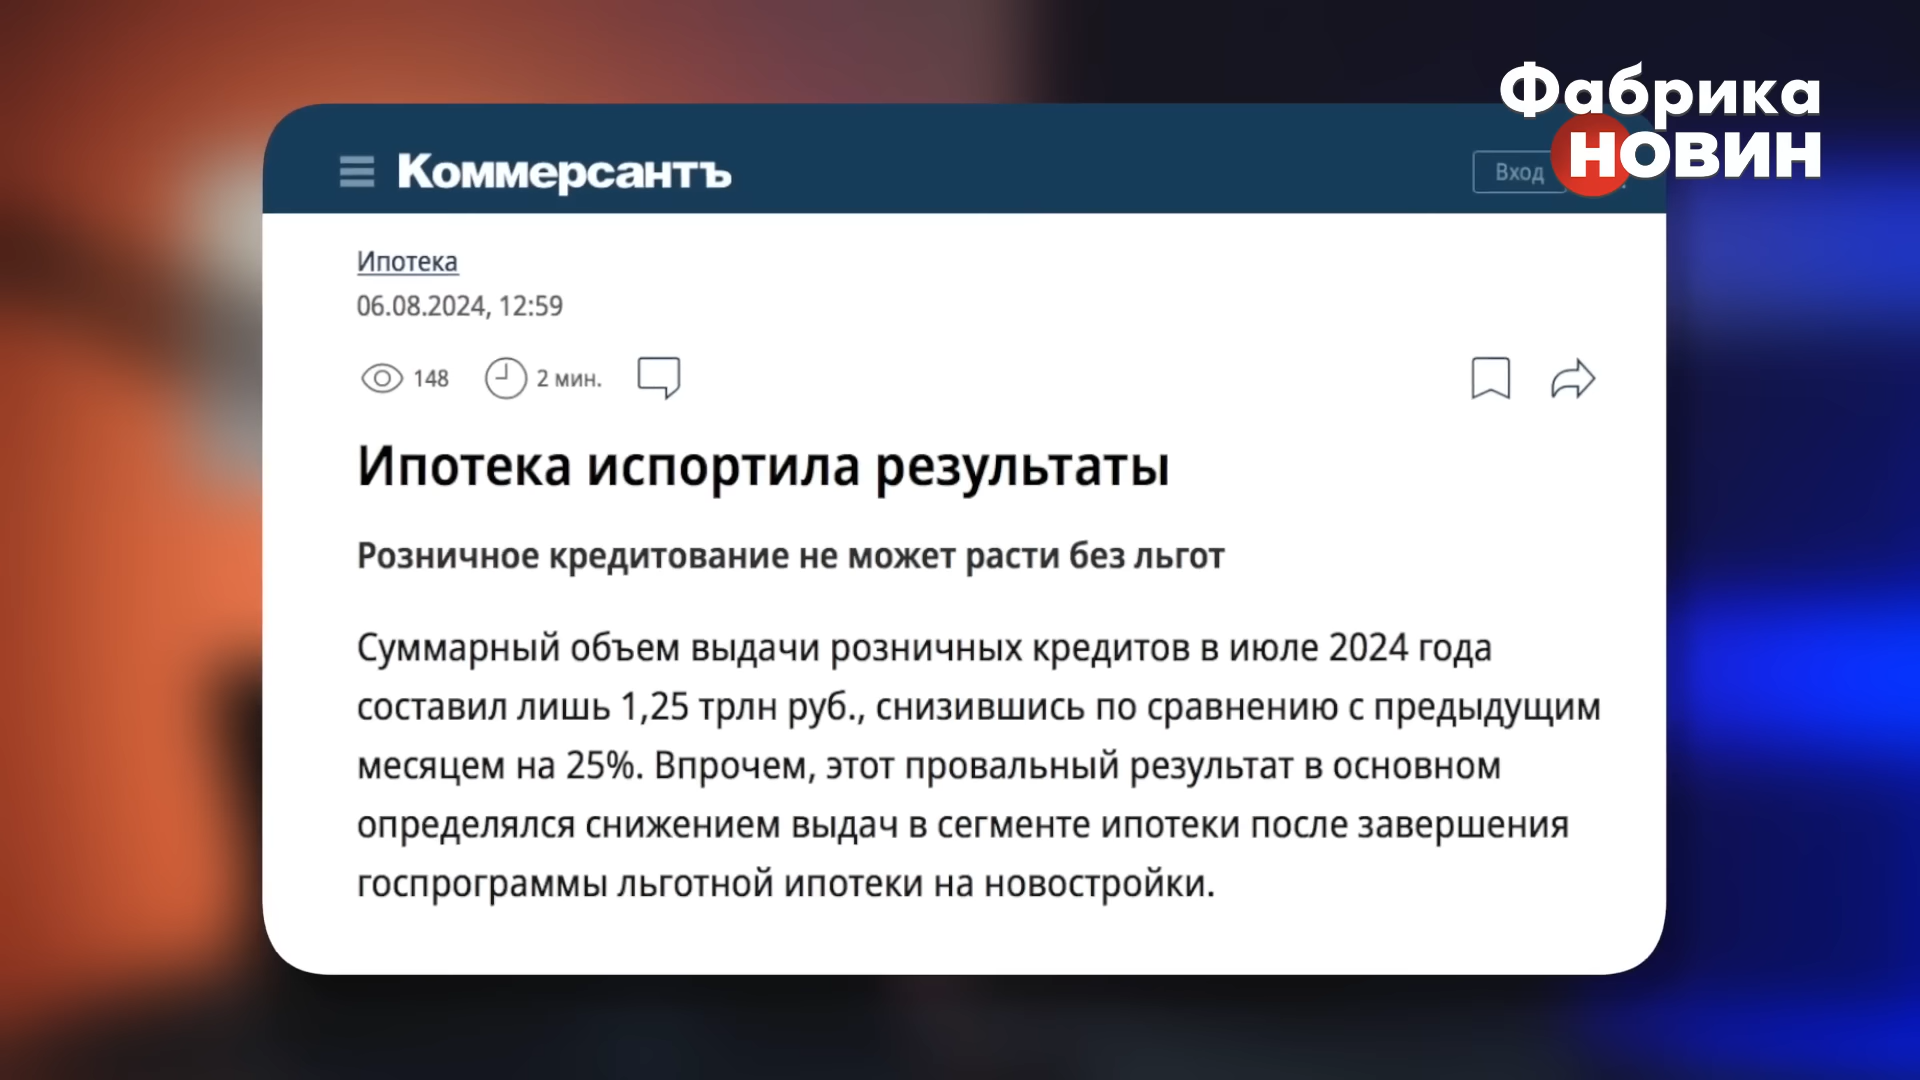 Фабрика
новин
Коммерсантъ
Вход
Ипотека
06.08.2024, 12:59
148
2 мин.
Ипотека испортила результаты
Розничное кредитование не может расти без льгот
Суммарный объем выдачи розничных кредитов в июле 2024 года
составил лишь 1,25 трлн руб., снизившись по сравнению с предыдущим
месяцем на 25%. Впрочем, этот провальный результат в основном
определялся снижением выдач в сегменте ипотеки после завершения
госпрограммы льготной ипотеки на новостройки.